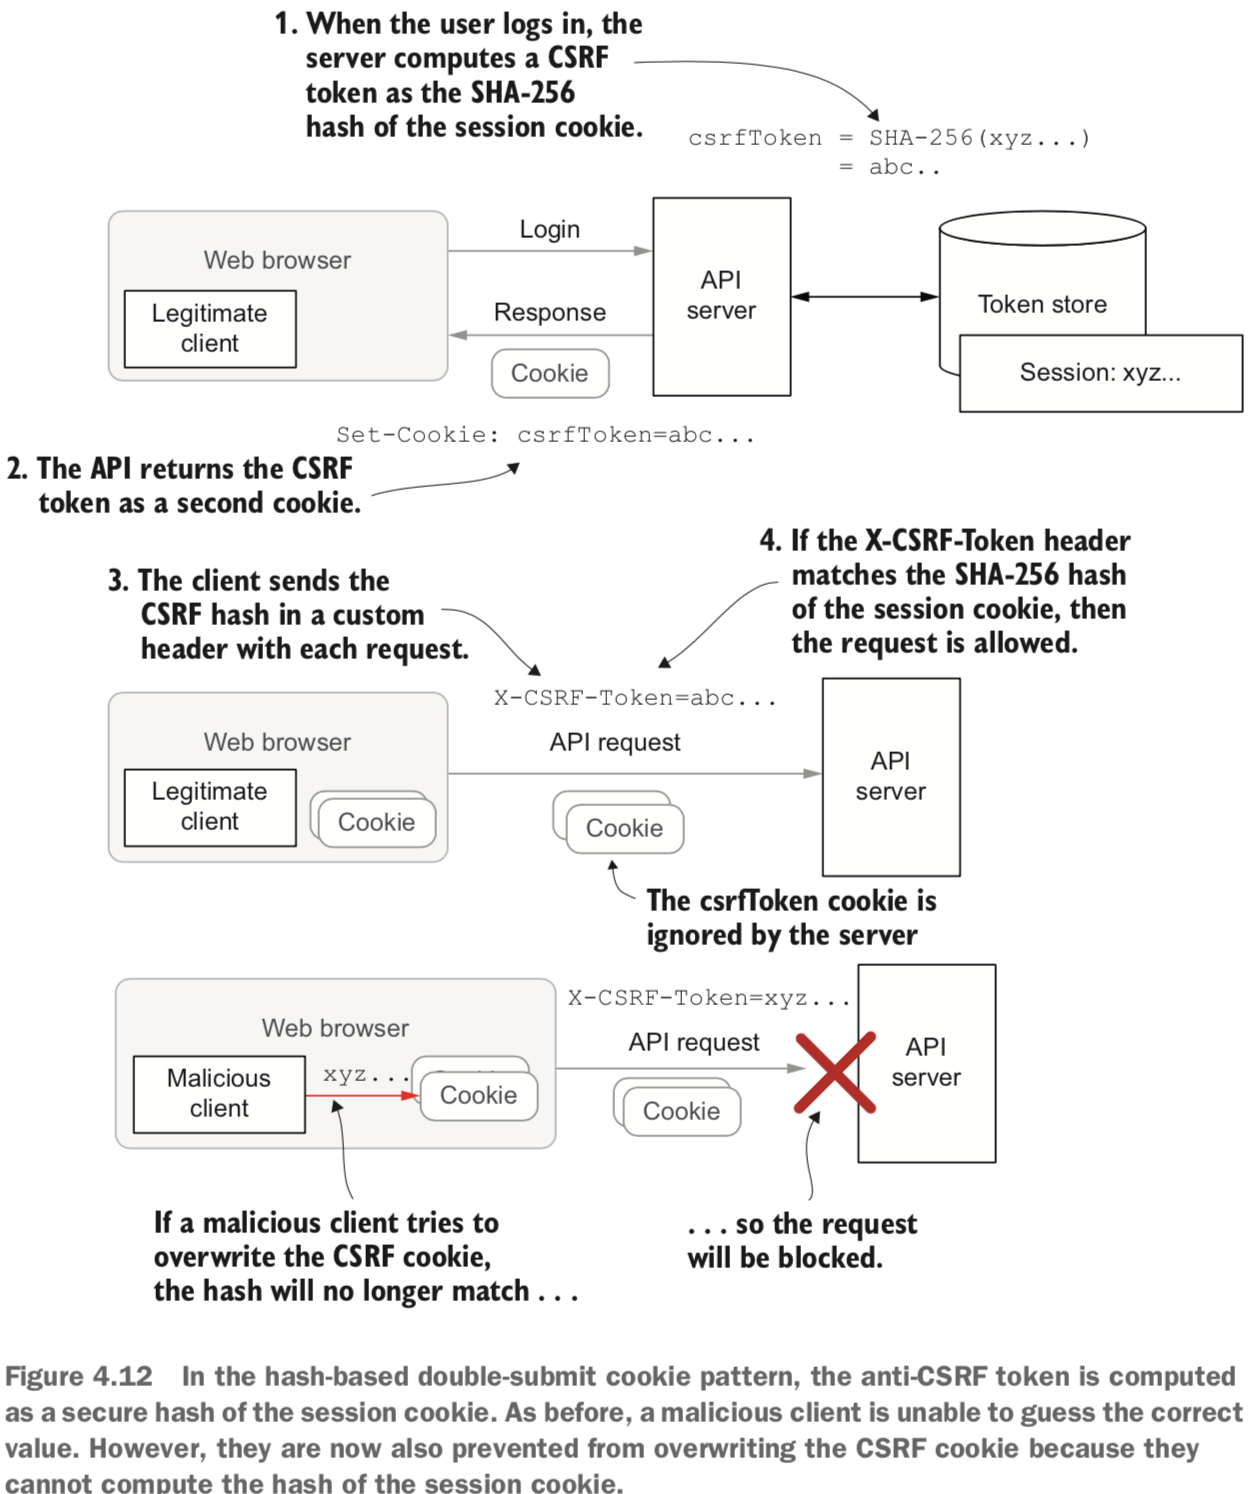 1. When the user logs in, the
server computes a CSRF
token as the SHA-256
hash of the session cookie.
csrfToken = SHA-256(xyz...)
= abc..
Web browser
Legitimate
client
Login
Response
Cookie
API
server
Token store
Session: xyz...
Set-Cookie: csrfToken=abc...
2. The API returns the CSRF
token as a second cookie.
3. The client sends the
CSRF hash in a custom
header with each request.
4. If the X-CSRF-Token header
matches the SHA-256 hash
of the session cookie, then
the request is allowed.
X-CSRF-Token=abc...
Web browser
Legitimate
client
Cookie
API request
Cookie
API
server
The csrfToken cookie is
ignored by the server
Web browser
Malicious
client
xyz...
Cookie
X-CSRF-Token=xyz...
API request
Cookie
API
server
If a malicious client tries to
overwrite the CSRF cookie,
the hash will no longer match . . .
. . . so the request
will be blocked.
Figure 4.12 In the hash-based double-submit cookie pattern, the anti-CSRF token is computed
as a secure hash of the session cookie. As before, a malicious client is unable to guess the correct
value. However, they are now also prevented from overwriting the CSRF cookie because they
cannot compute the hash of the session cookie.